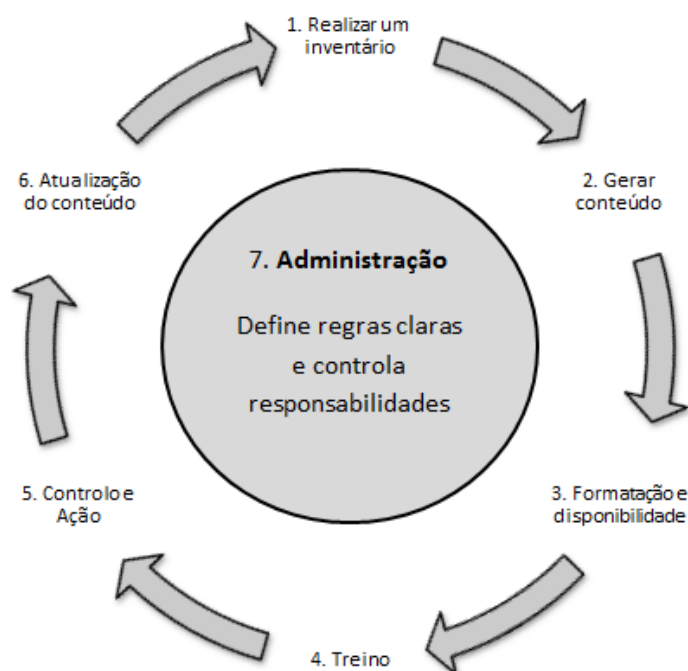 1. Realizar um
inventário
2. Gerar
conteúdo
3. Formatação e
disponibilidade
4. Treino
5. Controlo e
Ação
6. Atualização
do conteúdo
7. Administração
Define regras claras
e controla
responsabilidades